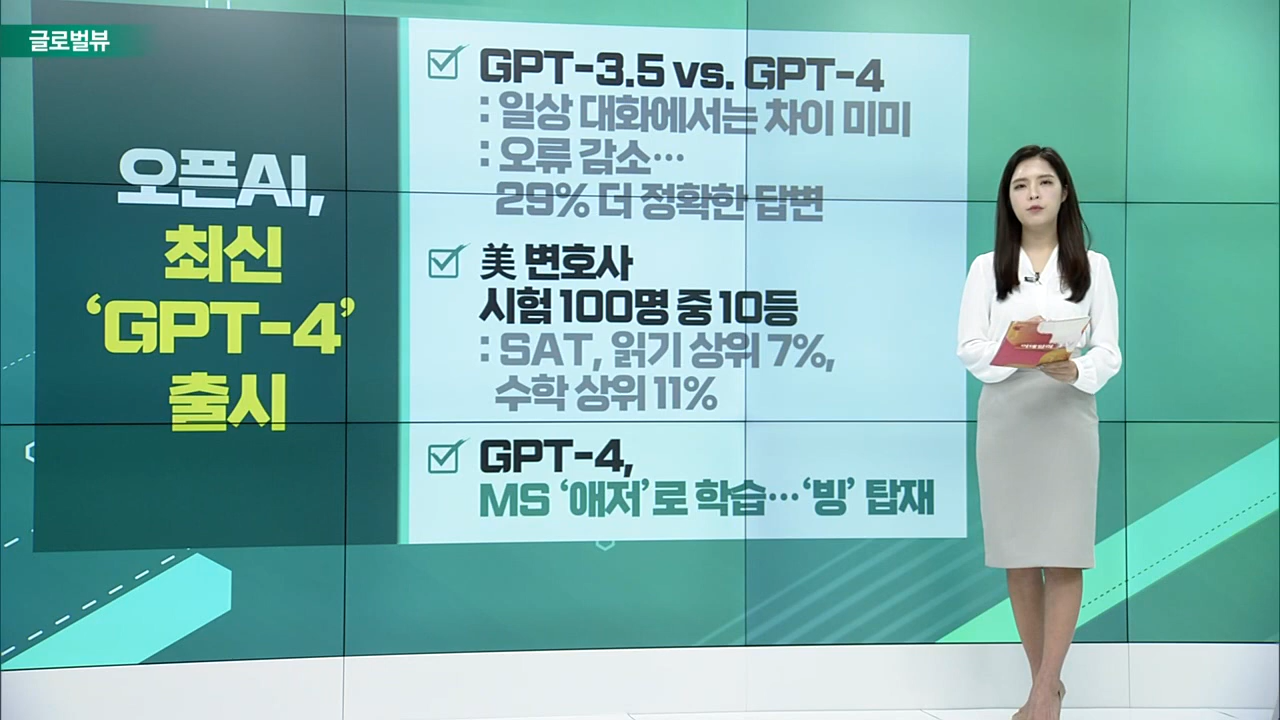 글로벌뷰
오픈AI,
최신
‘GPT-4’
출시
GPT-3.5 vs. GPT-4
: 일상 대화에서는 차이 미미
: 오류 감소…
29% 더 정확한 답변
美 변호사
시험 100명 중 10등
: SAT, 읽기 상위 7%,
수학 상위 11%
GPT-4,
MS ‘애저’로 학습…‘빙’ 탑재